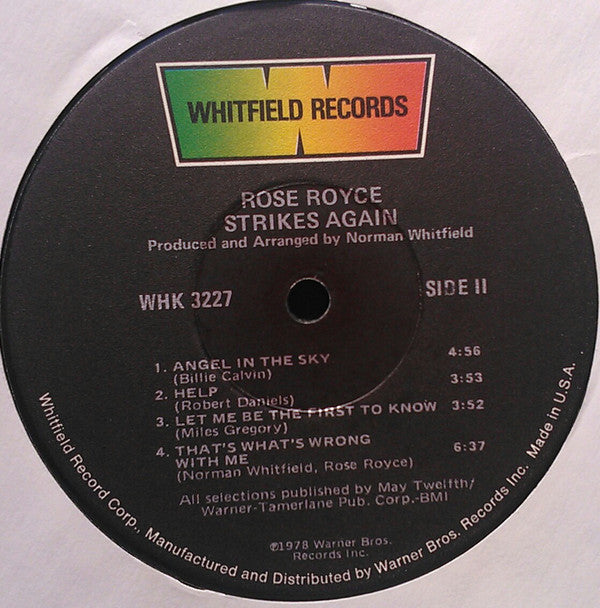 WHITFIELD RECORDS
ROSE ROYCE
STRIKES AGAIN
Produced and Arranged by Norman Whitfield
WHK 3227
SIDE II
1. ANGEL IN THE SKY 4:56
(Billie Calvin)
2. HELP 3:53
(Robert Daniels)
3. LET ME BE THE FIRST TO KNOW 3:52
(Miles Gregory)
4. THAT'S WHAT'S WRONG
WITH ME 6:37
(Norman Whitfield, Rose Royce)
All selections published by May Twelfth/
Warner-Tamerlane Pub. Corp.-BMI
℗1978 Warner Bros.
Records Inc.
Whitfield Record Corp., Manufactured and Distributed by Warner Bros. Records Inc. Made in U.S.A.